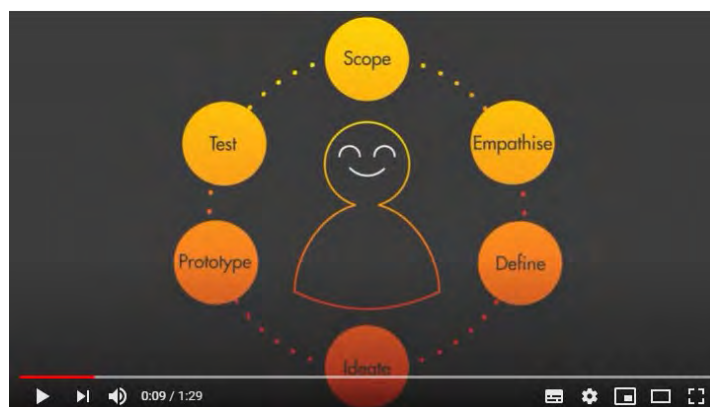 Scope
Test
Empathise
Prototype
Define
Ideate
0:09 / 1:29